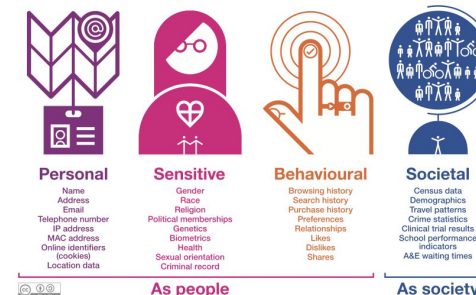 @
Personal
Name
Address
Email
Telephone number
IP address
MAC address
Online identifiers
(cookies)
Location data
Sensitive
Gender
Race
Religion
Political memberships
Genetics
Biometrics
Health
Sexual orientation
Criminal record
Behavioural
Browsing history
Search history
Purchase history
Preferences
Relationships
Likes
Dislikes
Shares
Societal
Census data
Demographics
Travel patterns
Crime statistics
Clinical trial results
School performance
indicators
A&E waiting times
As people
As society